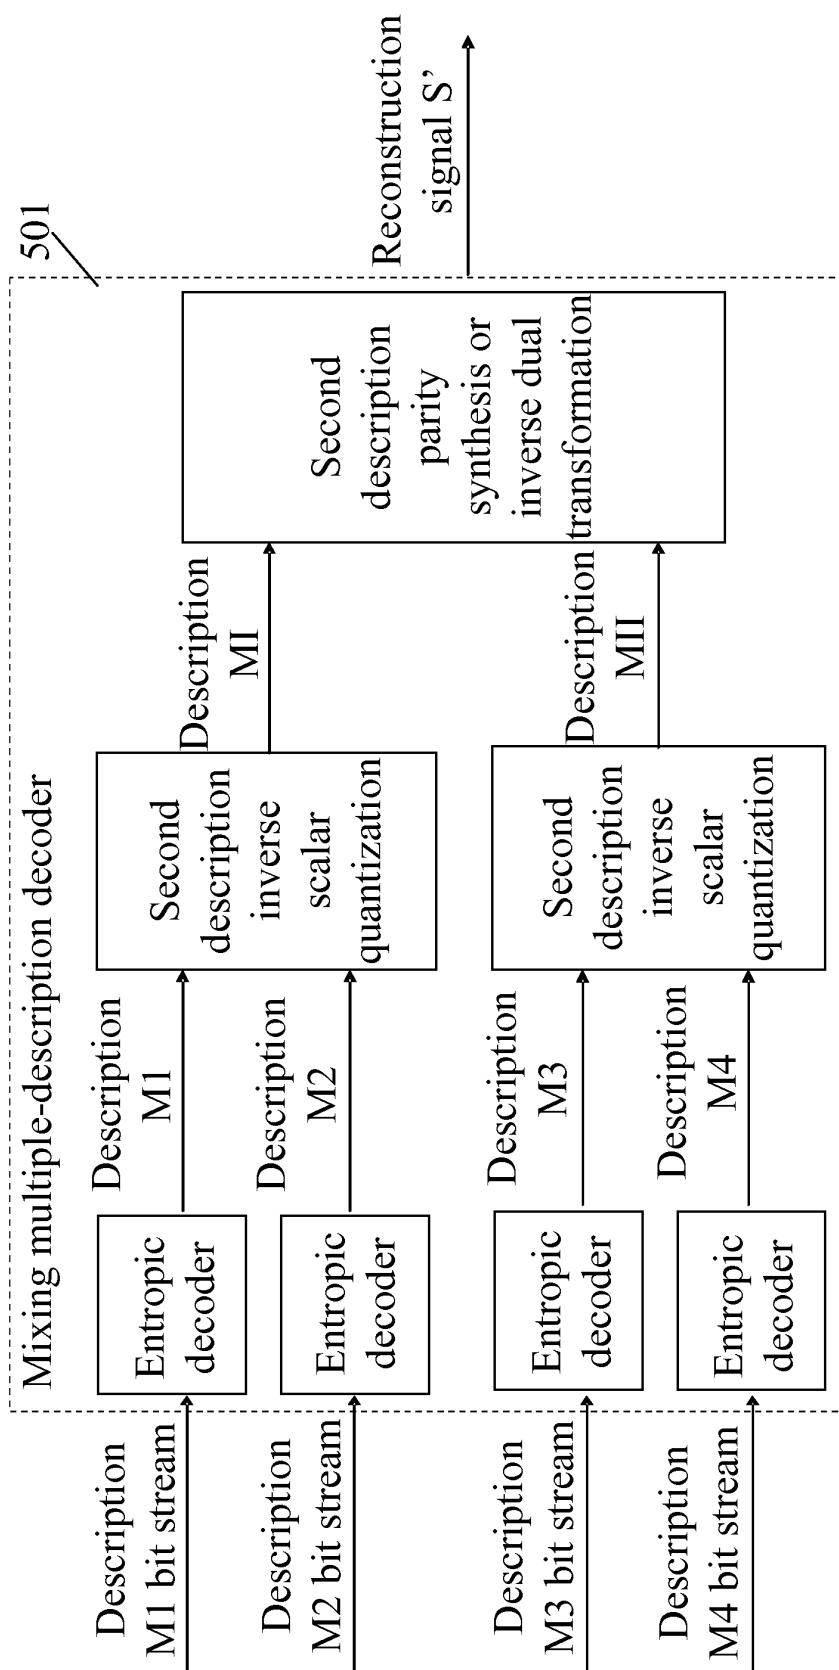 501
Mixing multiple-description decoder
Description
M1 bit stream
Entropic
decoder
Description
M1
Description
M2 bit stream
Entropic
decoder
Description
M2
Second
description
inverse
scalar
quantization
Description
MI
Description
M3 bit stream
Entropic
decoder
Description
M3
Description
M4 bit stream
Entropic
decoder
Description
M4
Second
description
inverse
scalar
quantization
Description
MII
Second
description
parity
synthesis or
inverse dual
transformation
Reconstruction
signal S’